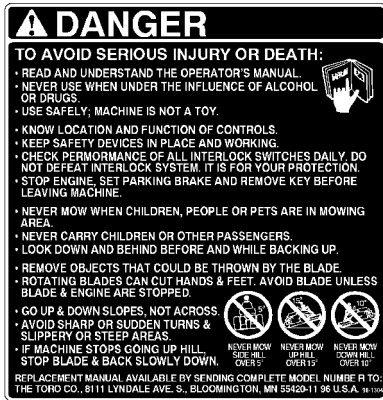 DANGER
TO AVOID SERIOUS INJURY OR DEATH:
• READ AND UNDERSTAND THE OPERATOR'S MANUAL.
• NEVER USE WHEN UNDER THE INFLUENCE OF ALCOHOL
OR DRUGS.
• USE SAFELY; MACHINE IS NOT A TOY.
• KNOW LOCATION AND FUNCTION OF CONTROLS.
• KEEP SAFETY DEVICES IN PLACE AND WORKING.
• CHECK PERMORMANCE OF ALL INTERLOCK SWITCHES DAILY. DO
NOT DEFEAT INTERLOCK SYSTEM. IT IS FOR YOUR PROTECTION.
• STOP ENGINE, SET PARKING BRAKE AND REMOVE KEY BEFORE
LEAVING MACHINE.
• NEVER MOW WHEN CHILDREN, PEOPLE OR PETS ARE IN MOWING
AREA.
• NEVER CARRY CHILDREN OR OTHER PASSENGERS.
• LOOK DOWN AND BEHIND BEFORE AND WHILE BACKING UP.
• REMOVE OBJECTS THAT COULD BE THROWN BY THE BLADE.
• ROTATING BLADES CAN CUT HANDS & FEET. AVOID BLADE UNLESS
BLADE & ENGINE ARE STOPPED.
• GO UP & DOWN SLOPES, NOT ACROSS.
• AVOID SHARP OR SUDDEN TURNS &
SLIPPERY OR STEEP AREAS.
• IF MACHINE STOPS GOING UP HILL,
STOP BLADE & BACK SLOWLY DOWN.
5° 15° 10°
NEVER MOW
SIDE HILL
OVER 5°
NEVER MOW
UP HILL
OVER 15°
NEVER MOW
DOWN HILL
OVER 10°
REPLACEMENT MANUAL AVAILABLE BY SENDING COMPLETE MODEL NUMBER TO:
THE TORO CO., 8111 LYNDALE AVE. S., BLOOMINGTON, MN 55420-11 96 U.S.A. 98-1304